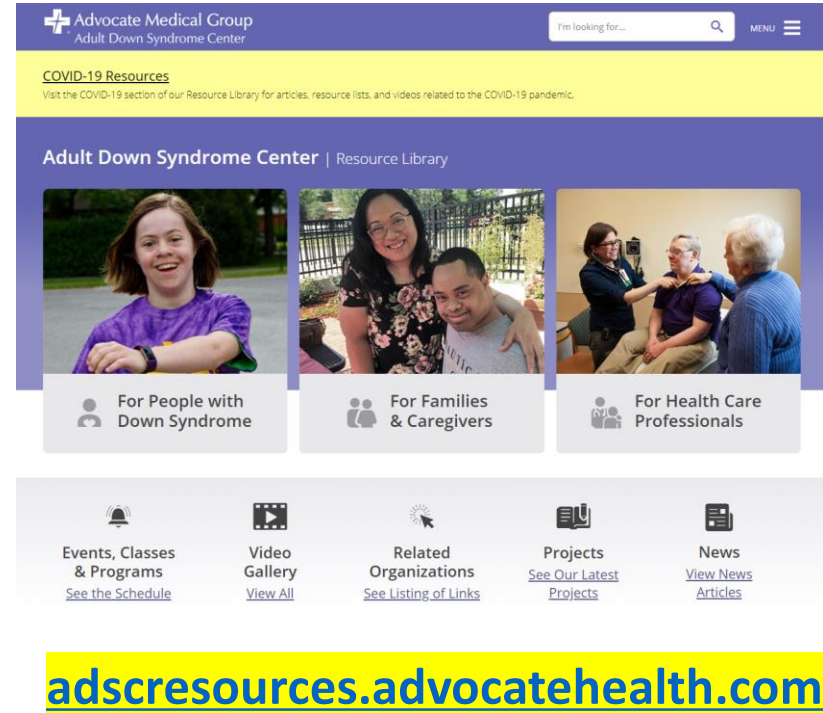 Advocate Medical Group
Adult Down Syndrome Center
I'm looking for...
MENU
COVID-19 Resources
Visit the COVID-19 section of our Resource Library for articles, resource lists, and videos related to the COVID-19 pandemic.
Adult Down Syndrome Center | Resource Library
For People with
Down Syndrome
For Families
& Caregivers
For Health Care
Professionals
Events, Classes
& Programs
See the Schedule
Video
Gallery
View All
Related
Organizations
See Listing of Links
Projects
See Our Latest
Projects
News
View News
Articles
adscresources.advocatehealth.com